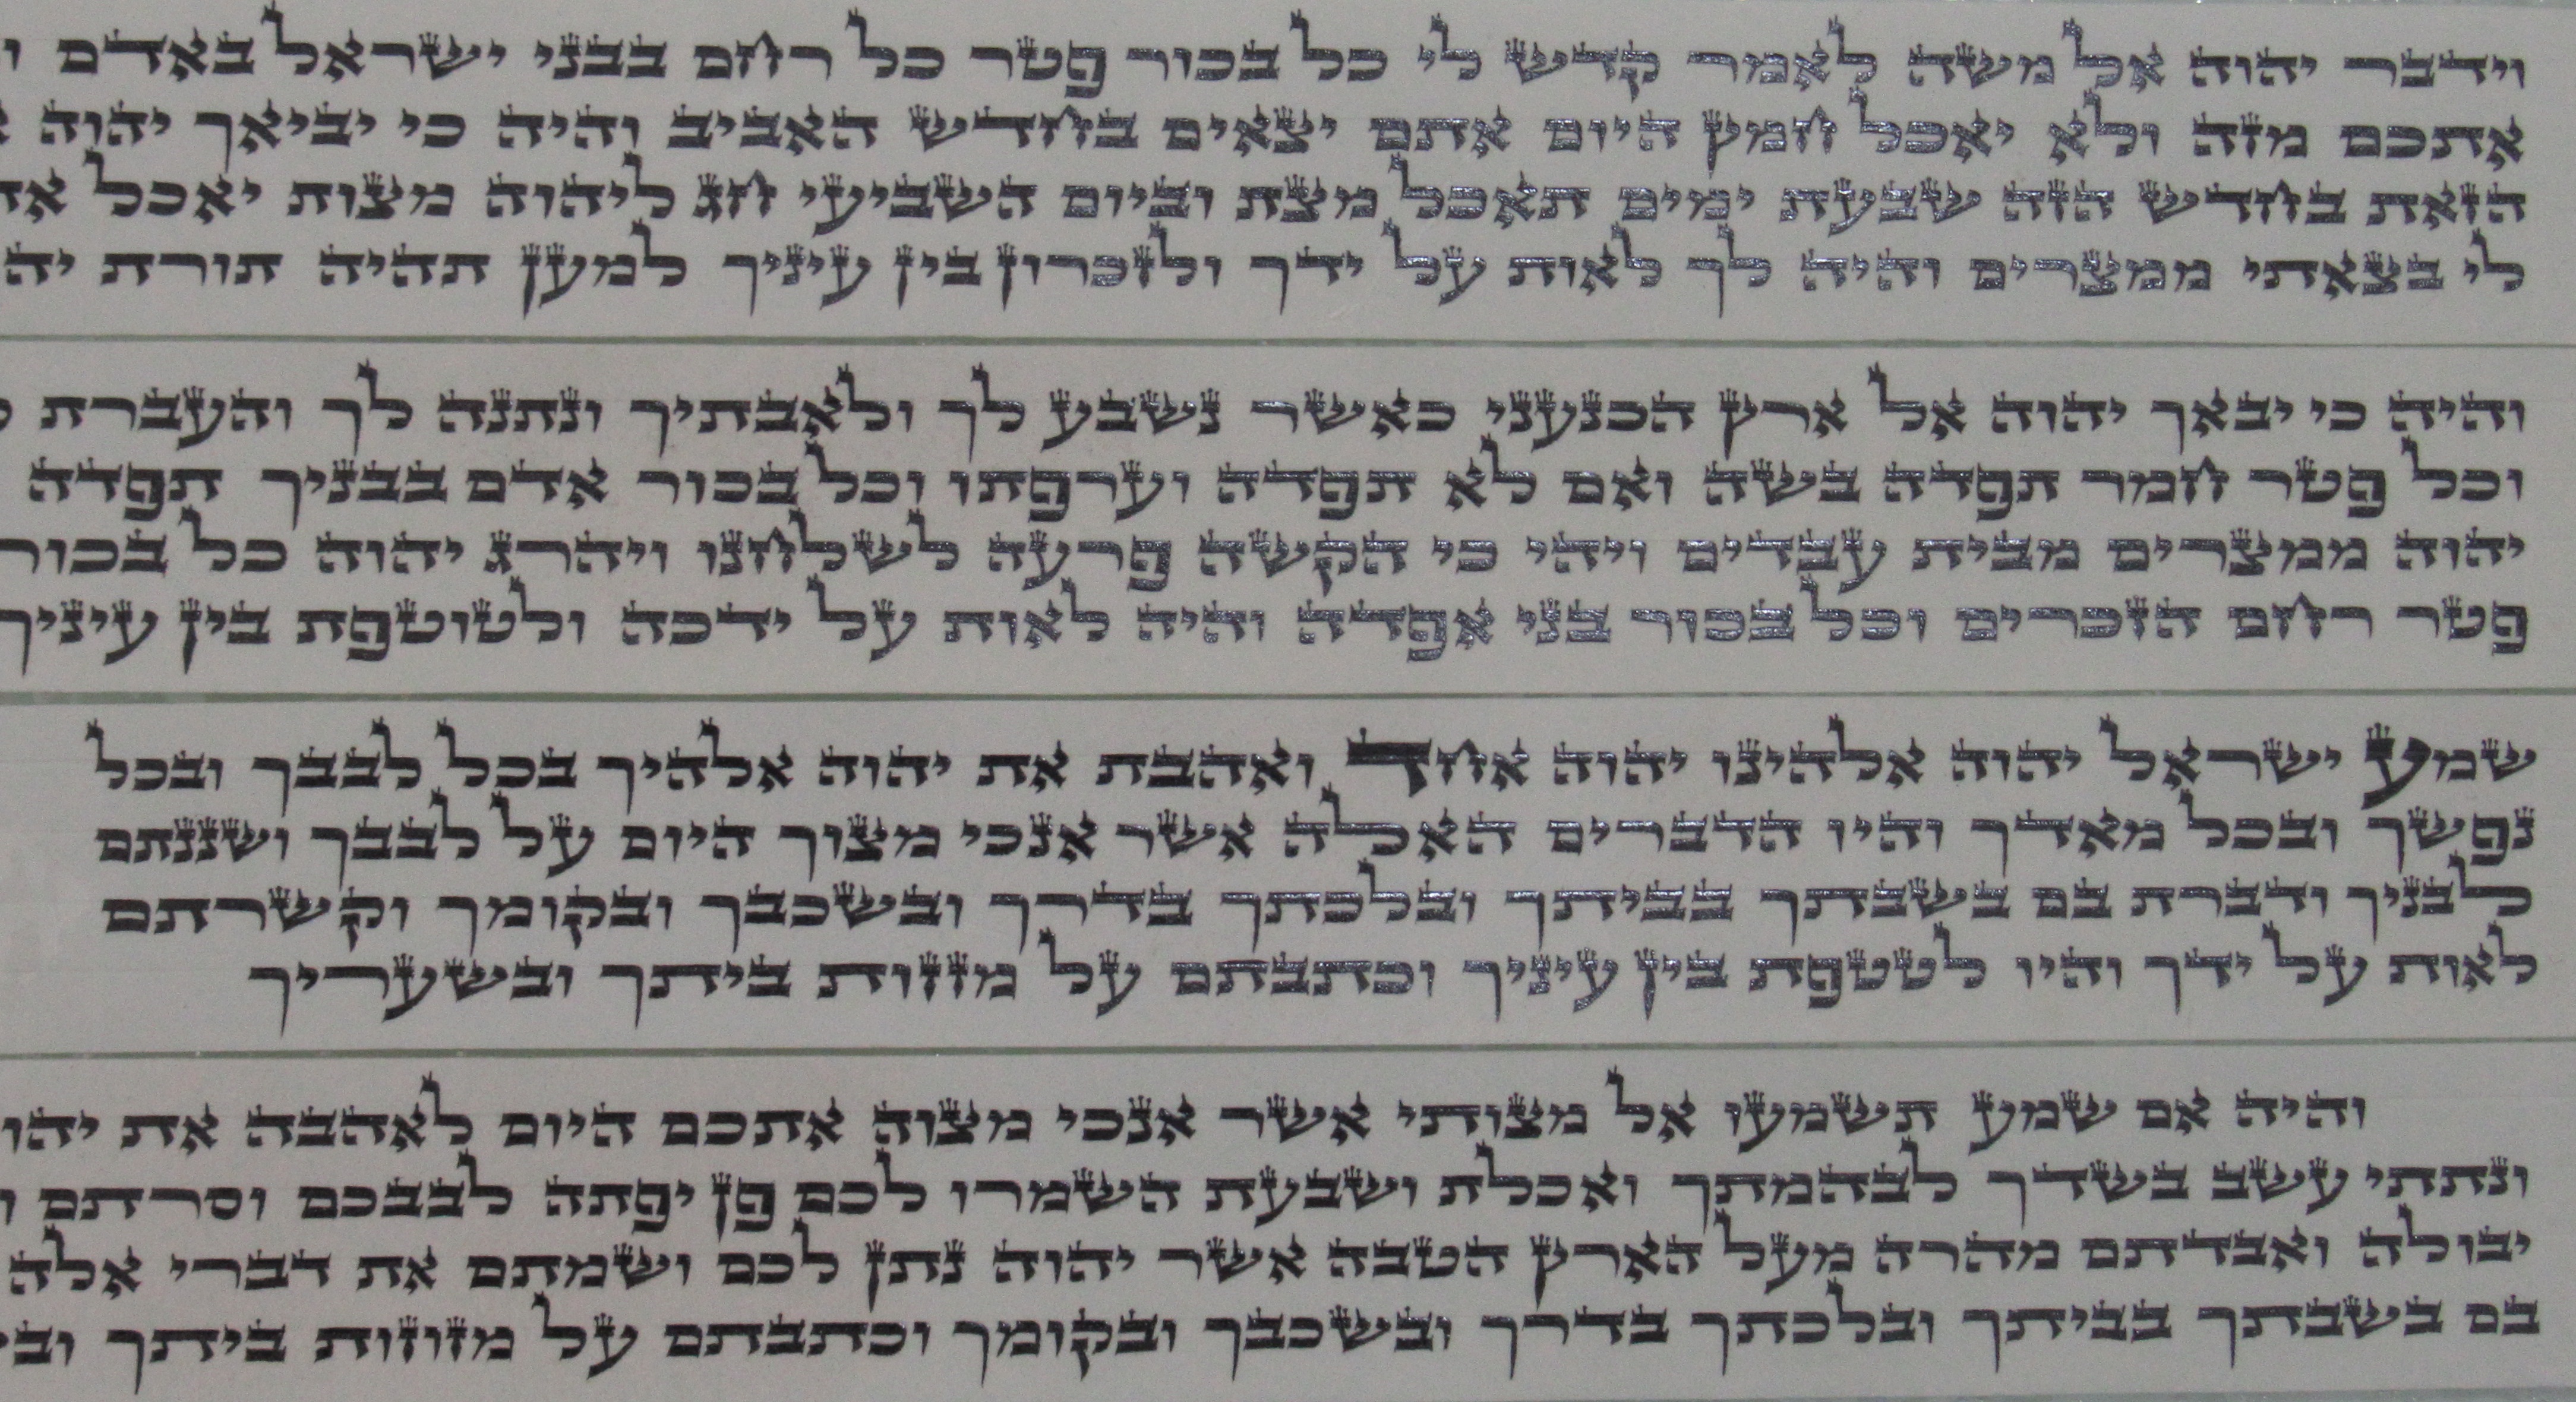 וידבר יהוה אל משה לאמר קדש לי כל בכור פטר כל רחם בבני ישראל באדם
אתכם מזה ולא יאכל חמץ היום אתם יצאים בחדש האביב והיה כי יביאך יהוה
הזאת בחדש הזה שבעת ימים תאכל מצת וביום השביעי חג ליהוה מצות יאכל
לי בצאתי ממצרים והיה לך לאות על ידך ולזכרון בין עיניך למען תהיה תורת
והיה כי יבאך יהוה אל ארץ הכנעני כאשר נשבע לך ולאבתיך ונתנה לך והעברת
וכל פטר חמר תפדה בשה ואם לא תפדה וערפתו וכל בכור אדם בבניך תפדה
יהוה ממצרים מבית עבדים ויהי כי הקשה פרעה לשלחנו ויהרג יהוה כל בכור
פטר רחם הזכרים וכל בכור בני אפדה והיה לאות על ידכה ולטוטפת בין עיניך
שמע ישראל יהוה אלהינו יהוה אחד ואהבת את יהוה אלהיך בכל לבבך ובכל
נפשך ובכל מאדך והיו הדברים האלה אשר אנכי מצוך היום על לבבך ושננתם
לבניך ודברת בם בשבתך בביתך ובלכתך בדרך ובשכבך ובקומך וקשרתם
לאות על ידך והיו לטטפת בין עיניך וכתבתם על מזזות ביתך ובשעריך
והיה אם שמע תשמעו אל מצותי אשר אנכי מצוה אתכם היום לאהבה את
ונתתי עשב בשדך לבהמתך ואכלת ושבעת השמרו לכם פן יפתה לבבכם וסרתם
יבולה ואבדתם מהרה מעל הארץ הטבה אשר יהוה נתן לכם ושמתם את דברי אלה
בם בשבתך בביתך ובלכתך בדרך ובשכבך ובקומך וכתבתם על מזוזות ביתך